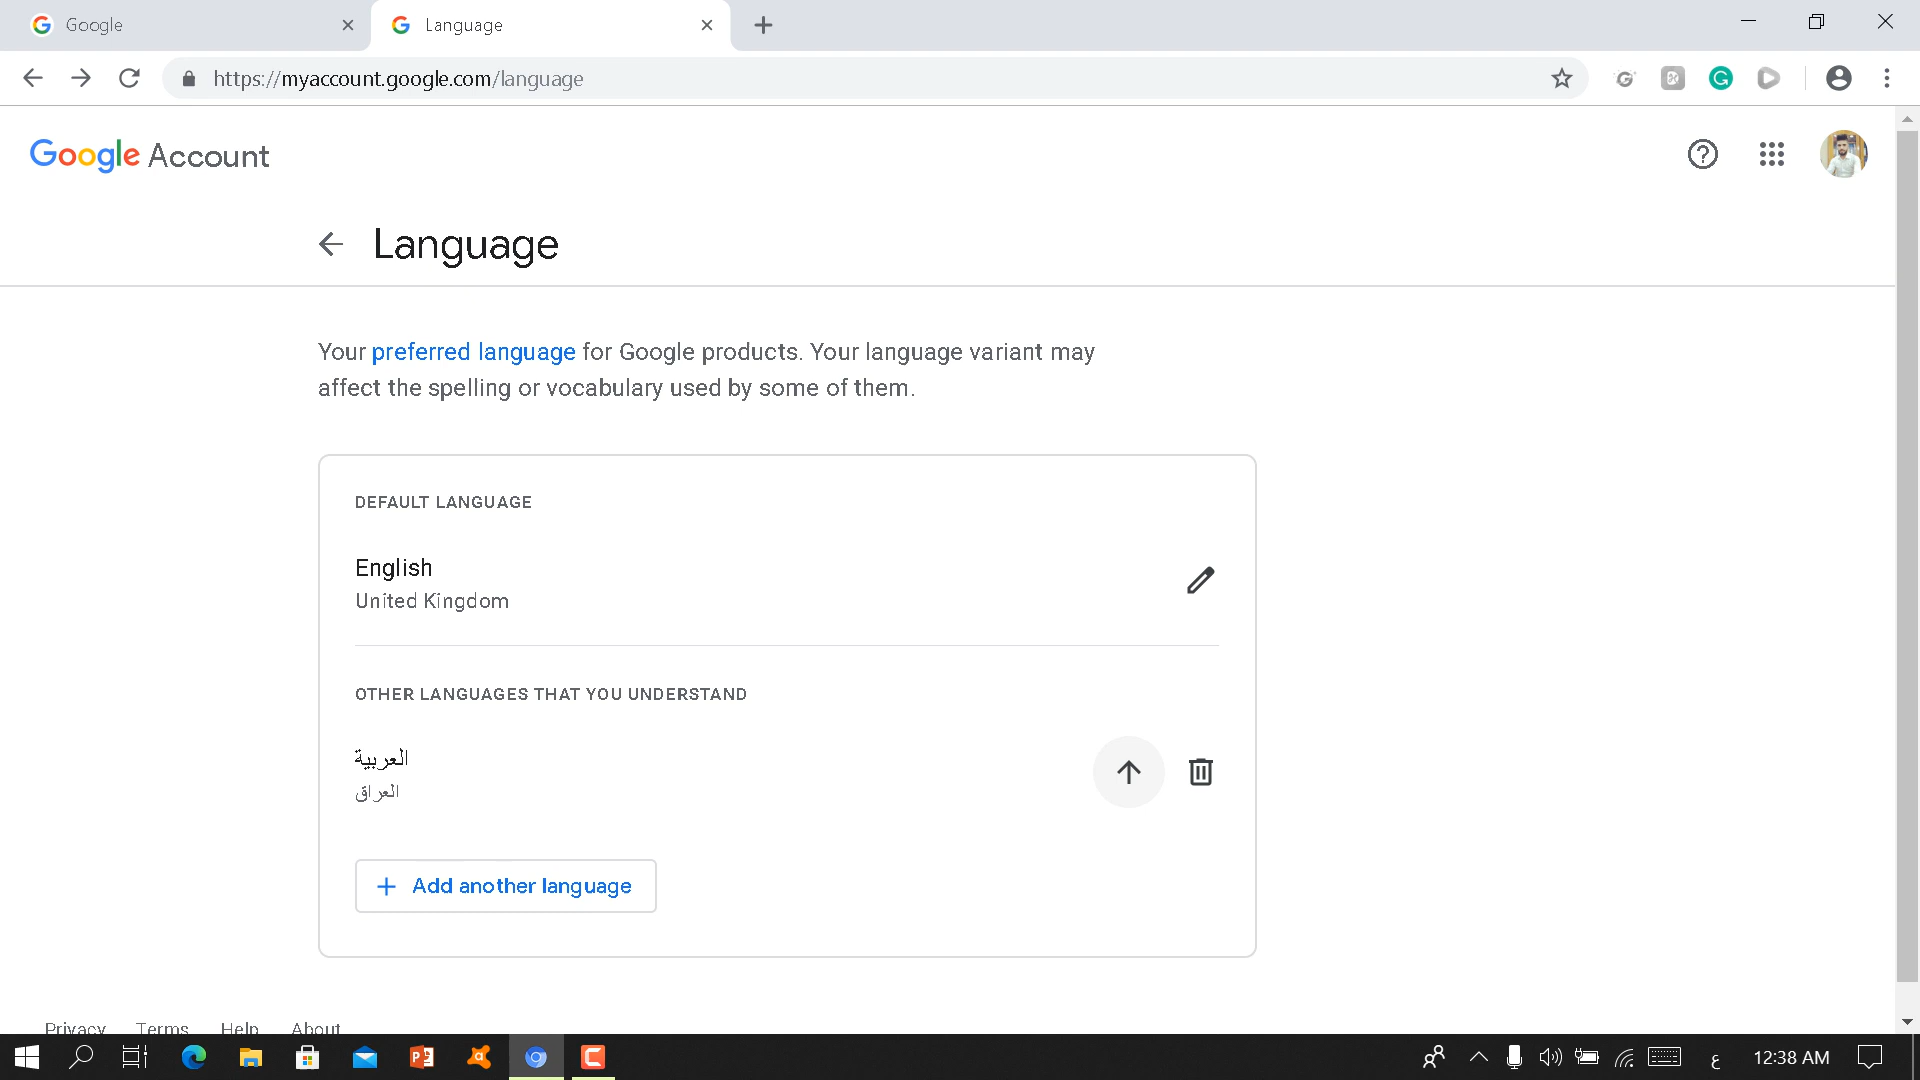 Google
Language
https://myaccount.google.com/language
Google Account
Language
Your preferred language for Google products. Your language variant may
affect the spelling or vocabulary used by some of them.
DEFAULT LANGUAGE
English
United Kingdom
OTHER LANGUAGES THAT YOU UNDERSTAND
العربية
العراق
+ Add another language
Privacy Terms Help About
ع 12:38 AM